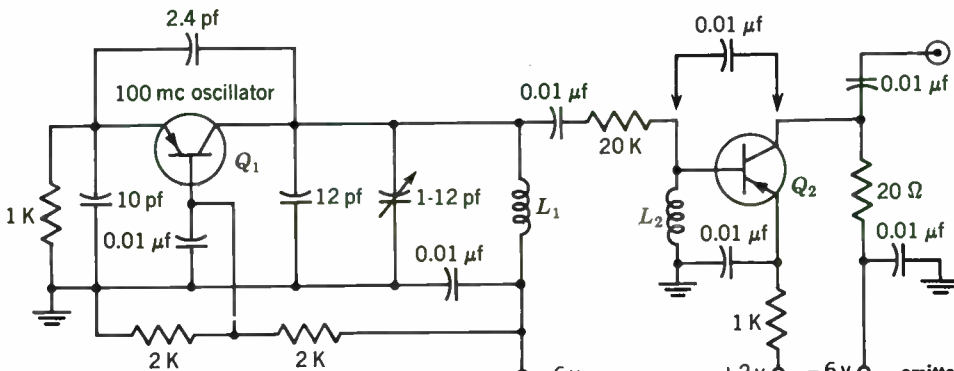 2.4 pf
0.01 μf
100 mc oscillator
0.01 μf
0.01 μf
Q1
20 K
Q2
1 K
10 pf
12 pf
1-12 pf
L1
L2
20 Ω
0.01 μf
0.01 μf
0.01 μf
0.01 μf
1 K
2 K
2 K
+2 v
-6 v